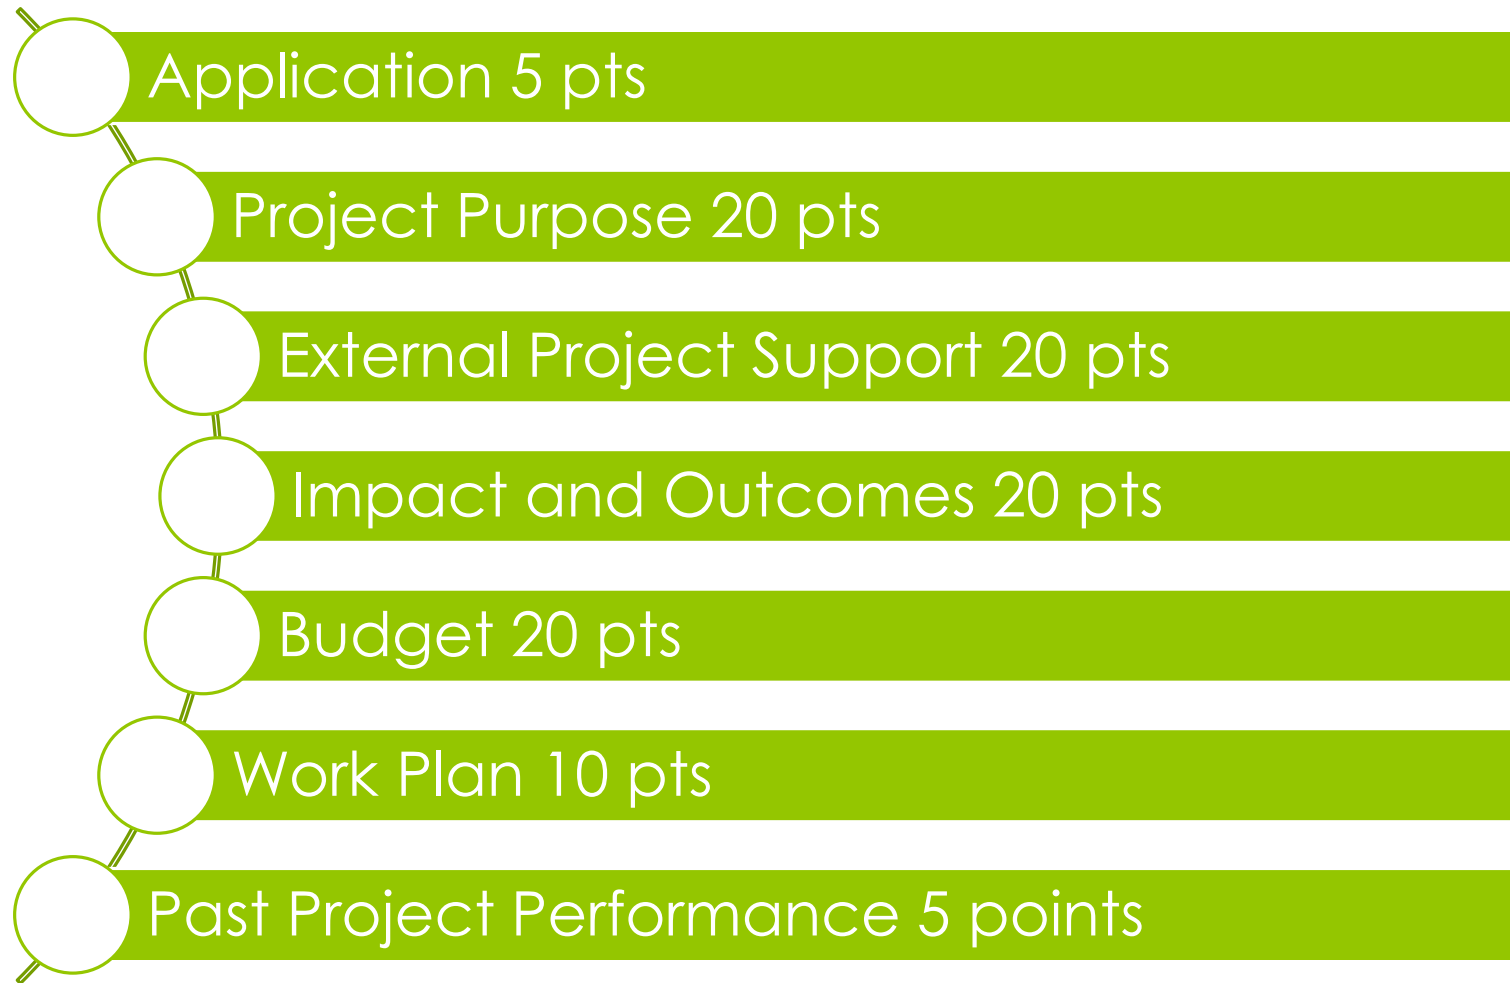 Application 5 pts
Project Purpose 20 pts
External Project Support 20 pts
Impact and Outcomes 20 pts
Budget 20 pts
Work Plan 10 pts
Past Project Performance 5 points